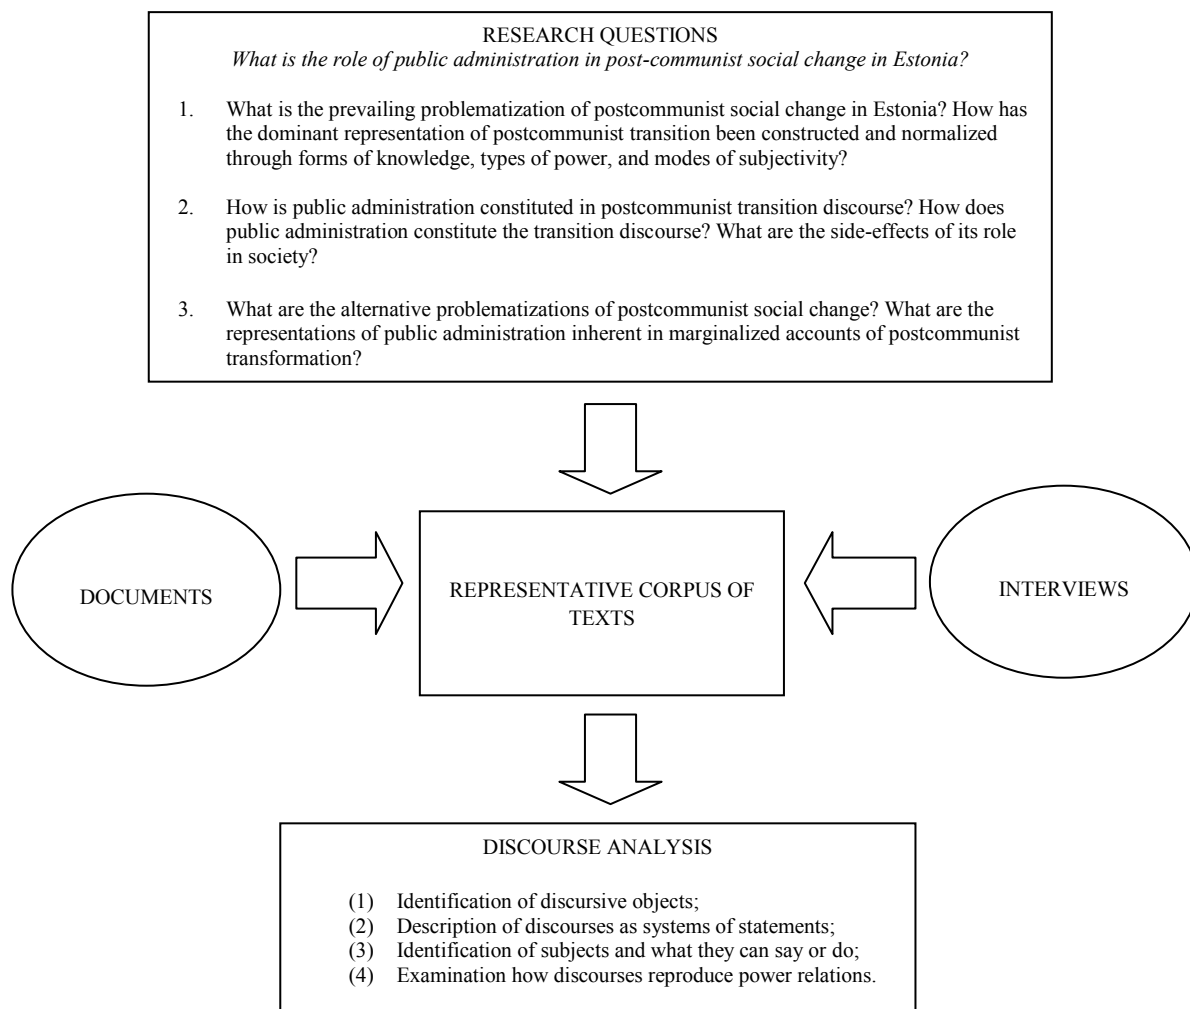 RESEARCH QUESTIONS
What is the role of public administration in post-communist social change in Estonia?
1. What is the prevailing problematization of postcommunist social change in Estonia? How has
the dominant representation of postcommunist transition been constructed and normalized
through forms of knowledge, types of power, and modes of subjectivity?
2. How is public administration constituted in postcommunist transition discourse? How does
public administration constitute the transition discourse? What are the side-effects of its role
in society?
3. What are the alternative problematizations of postcommunist social change? What are the
representations of public administration inherent in marginalized accounts of postcommunist
transformation?
DOCUMENTS
REPRESENTATIVE CORPUS OF
TEXTS
INTERVIEWS
DISCOURSE ANALYSIS
(1) Identification of discursive objects;
(2) Description of discourses as systems of statements;
(3) Identification of subjects and what they can say or do;
(4) Examination how discourses reproduce power relations.